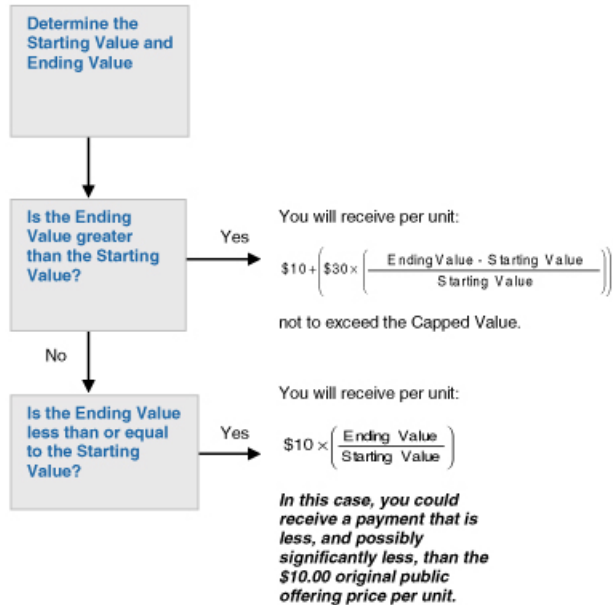 Determine the
Starting Value and
Ending Value
Is the Ending
Value greater
than the Starting
Value?
Yes
You will receive per unit:
$10+($30×(Ending Value - Starting Value
Starting Value))
not to exceed the Capped Value.
No
Is the Ending Value
less than or equal
to the Starting
Value?
Yes
You will receive per unit:
$10 ×(Ending Value
Starting Value)
In this case, you could
receive a payment that is
less, and possibly
significantly less, than the
$10.00 original public
offering price per unit.